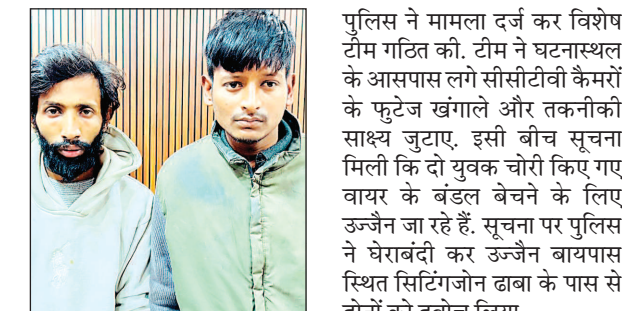 पुलिस ने मामला दर्ज कर विशेष
टीम गठित की. टीम ने घटनास्थल
के आसपास लगे सीसीटीवी कैमरों
के फुटेज खंगाले और तकनीकी
साक्ष्य जुटाए. इसी बीच सूचना
मिली कि दो युवक चोरी किए गए
वायर के बंडल बेचने के लिए
उज्जैन जा रहे हैं. सूचना पर पुलिस
ने घेराबंदी कर उज्जैन बायपास
स्थित सिटिंगजोन ढाबा के पास से
दोनों को दबोच लिया